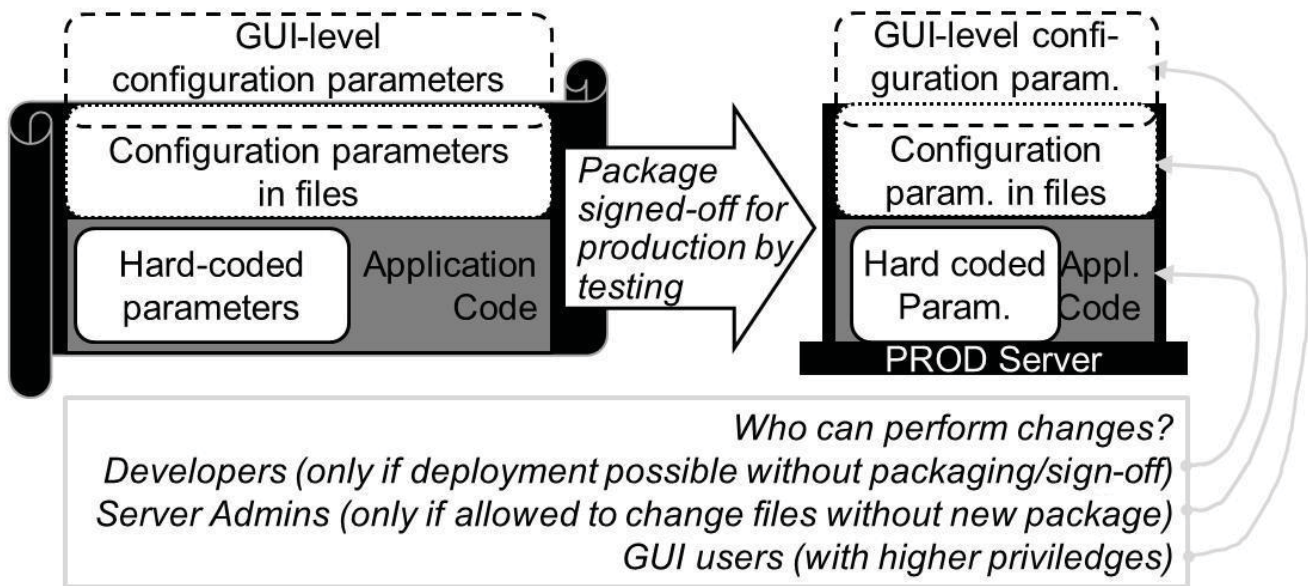 GUI-level
configuration parameters
Configuration parameters
in files
Hard-coded
parameters
Application
Code
Package
signed-off for
production by
testing
GUI-level confi-
guration param.
Configuration
param. in files
Hard coded
Param.
Appl.
Code
PROD Server
Who can perform changes?
Developers (only if deployment possible without packaging/sign-off)
Server Admins (only if allowed to change files without new package)
GUI users (with higher priviledges)